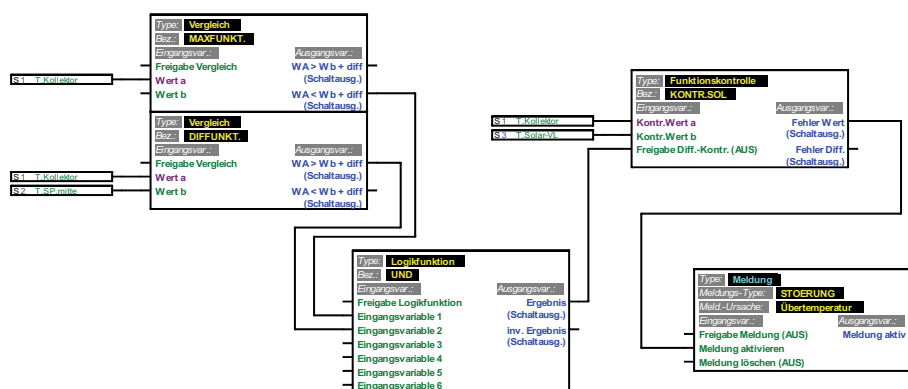 Type: Vergleich
Bez.: MAXFUNKT.
Eingangsvar.: Ausgangsvar.:
Freigabe Vergleich WA > Wb + diff
(Schaltausg.)
S 1 T.Kollektor Wert a
Wert b WA < Wb + diff
(Schaltausg.)
Type: Vergleich
Bez.: DIFFUNKT.
Eingangsvar.: Ausgangsvar.:
Freigabe Vergleich WA > Wb + diff
(Schaltausg.)
S 1 T.Kollektor Wert a
S 2 T.SP.mitte Wert b WA < Wb + diff
(Schaltausg.)
Type: Funktionskontrolle
Bez.: KONTR.SOL
Eingangsvar.: Ausgangsvar.:
S 1 T.Kollektor Kontr.Wert a Fehler Wert
(Schaltausg.)
S 3 T.Solar-VL Kontr.Wert b
Freigabe Diff.-Kontr. (AUS) Fehler Diff.
(Schaltausg.)
Type: Logikfunktion
Bez.: UND
Eingangsvar.: Ausgangsvar.:
Freigabe Logikfunktion Ergebnis
(Schaltausg.)
Eingangsvariable 1
Eingangsvariable 2 inv. Ergebnis
(Schaltausg.)
Eingangsvariable 3
Eingangsvariable 4
Eingangsvariable 5
Eingangsvariable 6
Type: Meldung
Meldungs-Type: STOERUNG
Meld.-Ursache: Übertemperatur
Eingangsvar.: Ausgangsvar.:
Freigabe Meldung (AUS) Meldung aktiv
Meldung aktivieren
Meldung löschen (AUS)